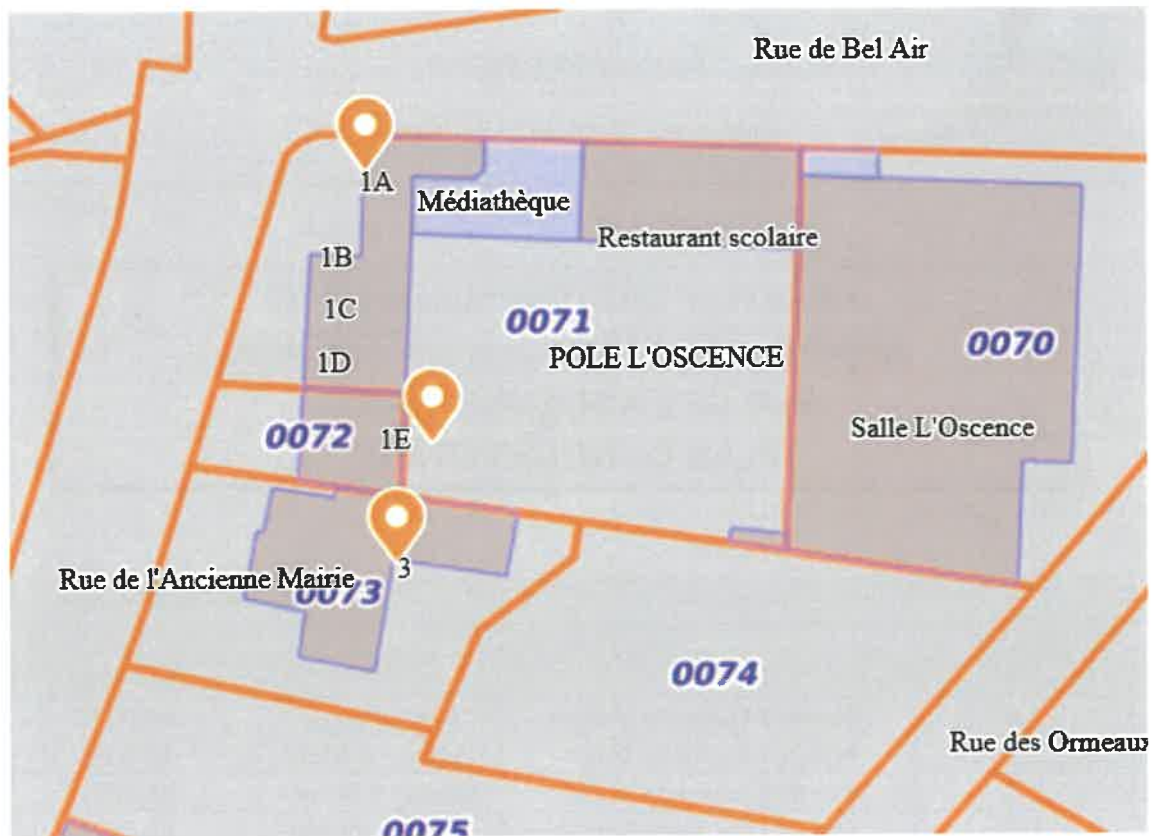 Rue de Bel Air
1A
Médiathèque
Restaurant scolaire
1B
1C
0071
0070
1D
POLE L'OSCENCE
0072
1E
Salle L'Oscence
3
Rue de l'Ancienne Mairie
0073
0074
Rue des Ormeaux
0075